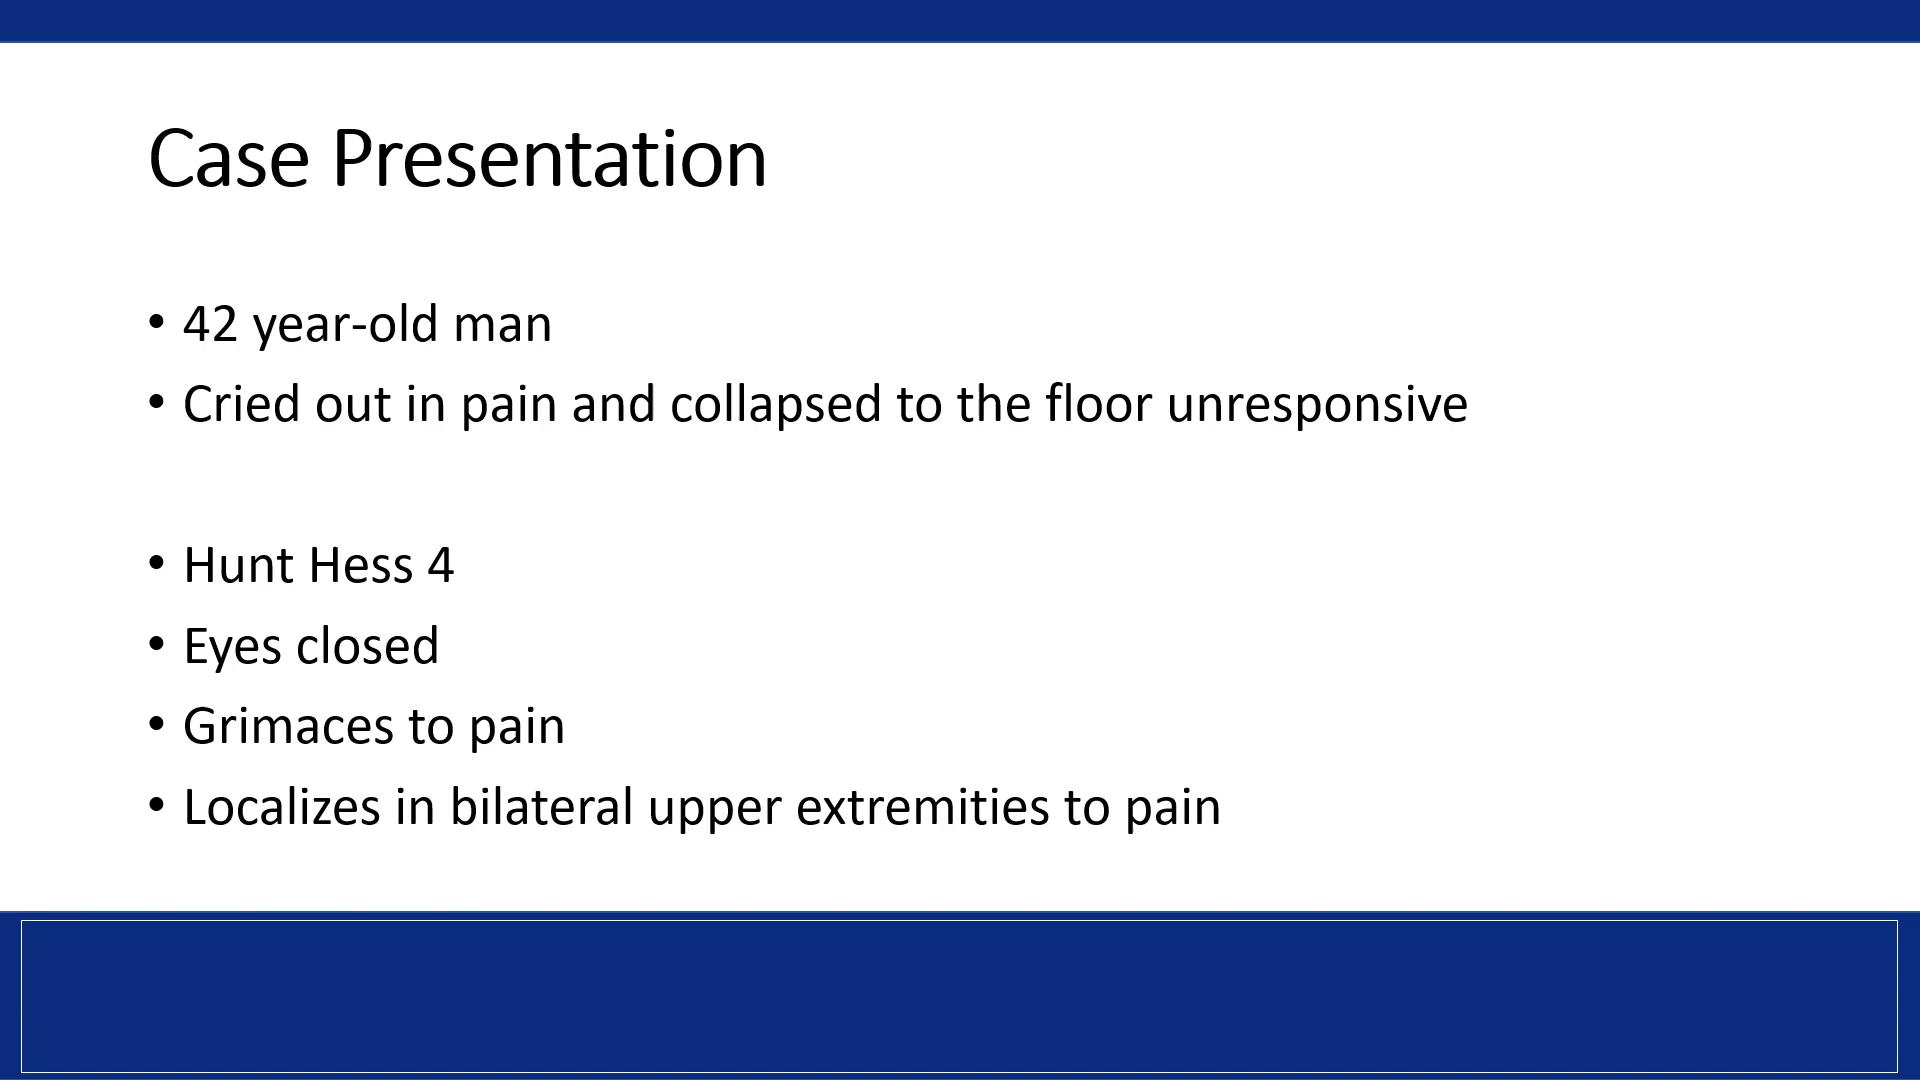 Case Presentation
• 42 year-old man
• Cried out in pain and collapsed to the floor unresponsive
• Hunt Hess 4
• Eyes closed
• Grimaces to pain
• Localizes in bilateral upper extremities to pain